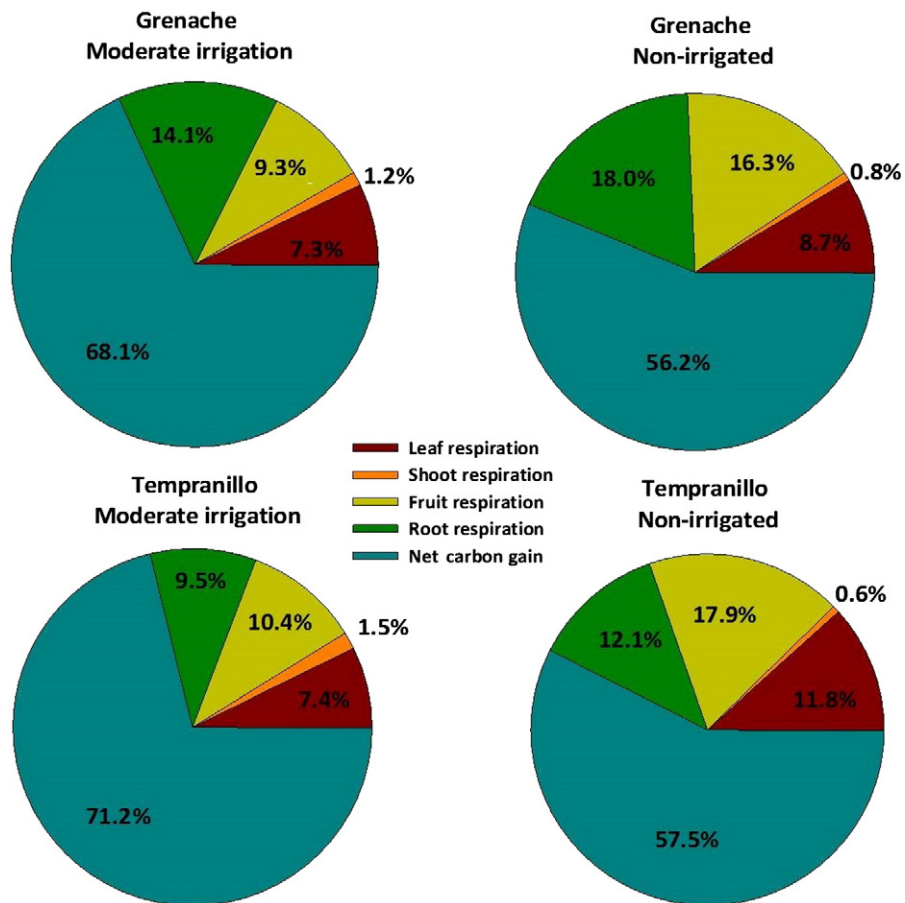 Grenache
Moderate irrigation
14.1%
9.3%
1.2%
7.3%
68.1%
Grenache
Non-irrigated
18.0%
16.3%
0.8%
8.7%
56.2%
Leaf respiration
Shoot respiration
Fruit respiration
Root respiration
Net carbon gain
Tempranillo
Moderate irrigation
9.5%
10.4%
1.5%
7.4%
71.2%
Tempranillo
Non-irrigated
12.1%
17.9%
0.6%
11.8%
57.5%